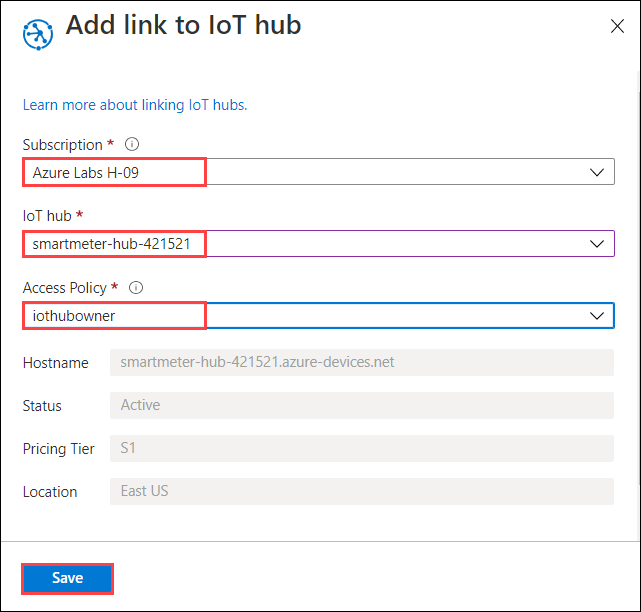 Add link to IoT hub
Learn more about linking IoT hubs.
Subscription *
Azure Labs H-09
IoT hub *
smartmeter-hub-421521
Access Policy *
iothubowner
Hostname smartmeter-hub-421521.azure-devices.net
Status Active
Pricing Tier S1
Location East US
Save